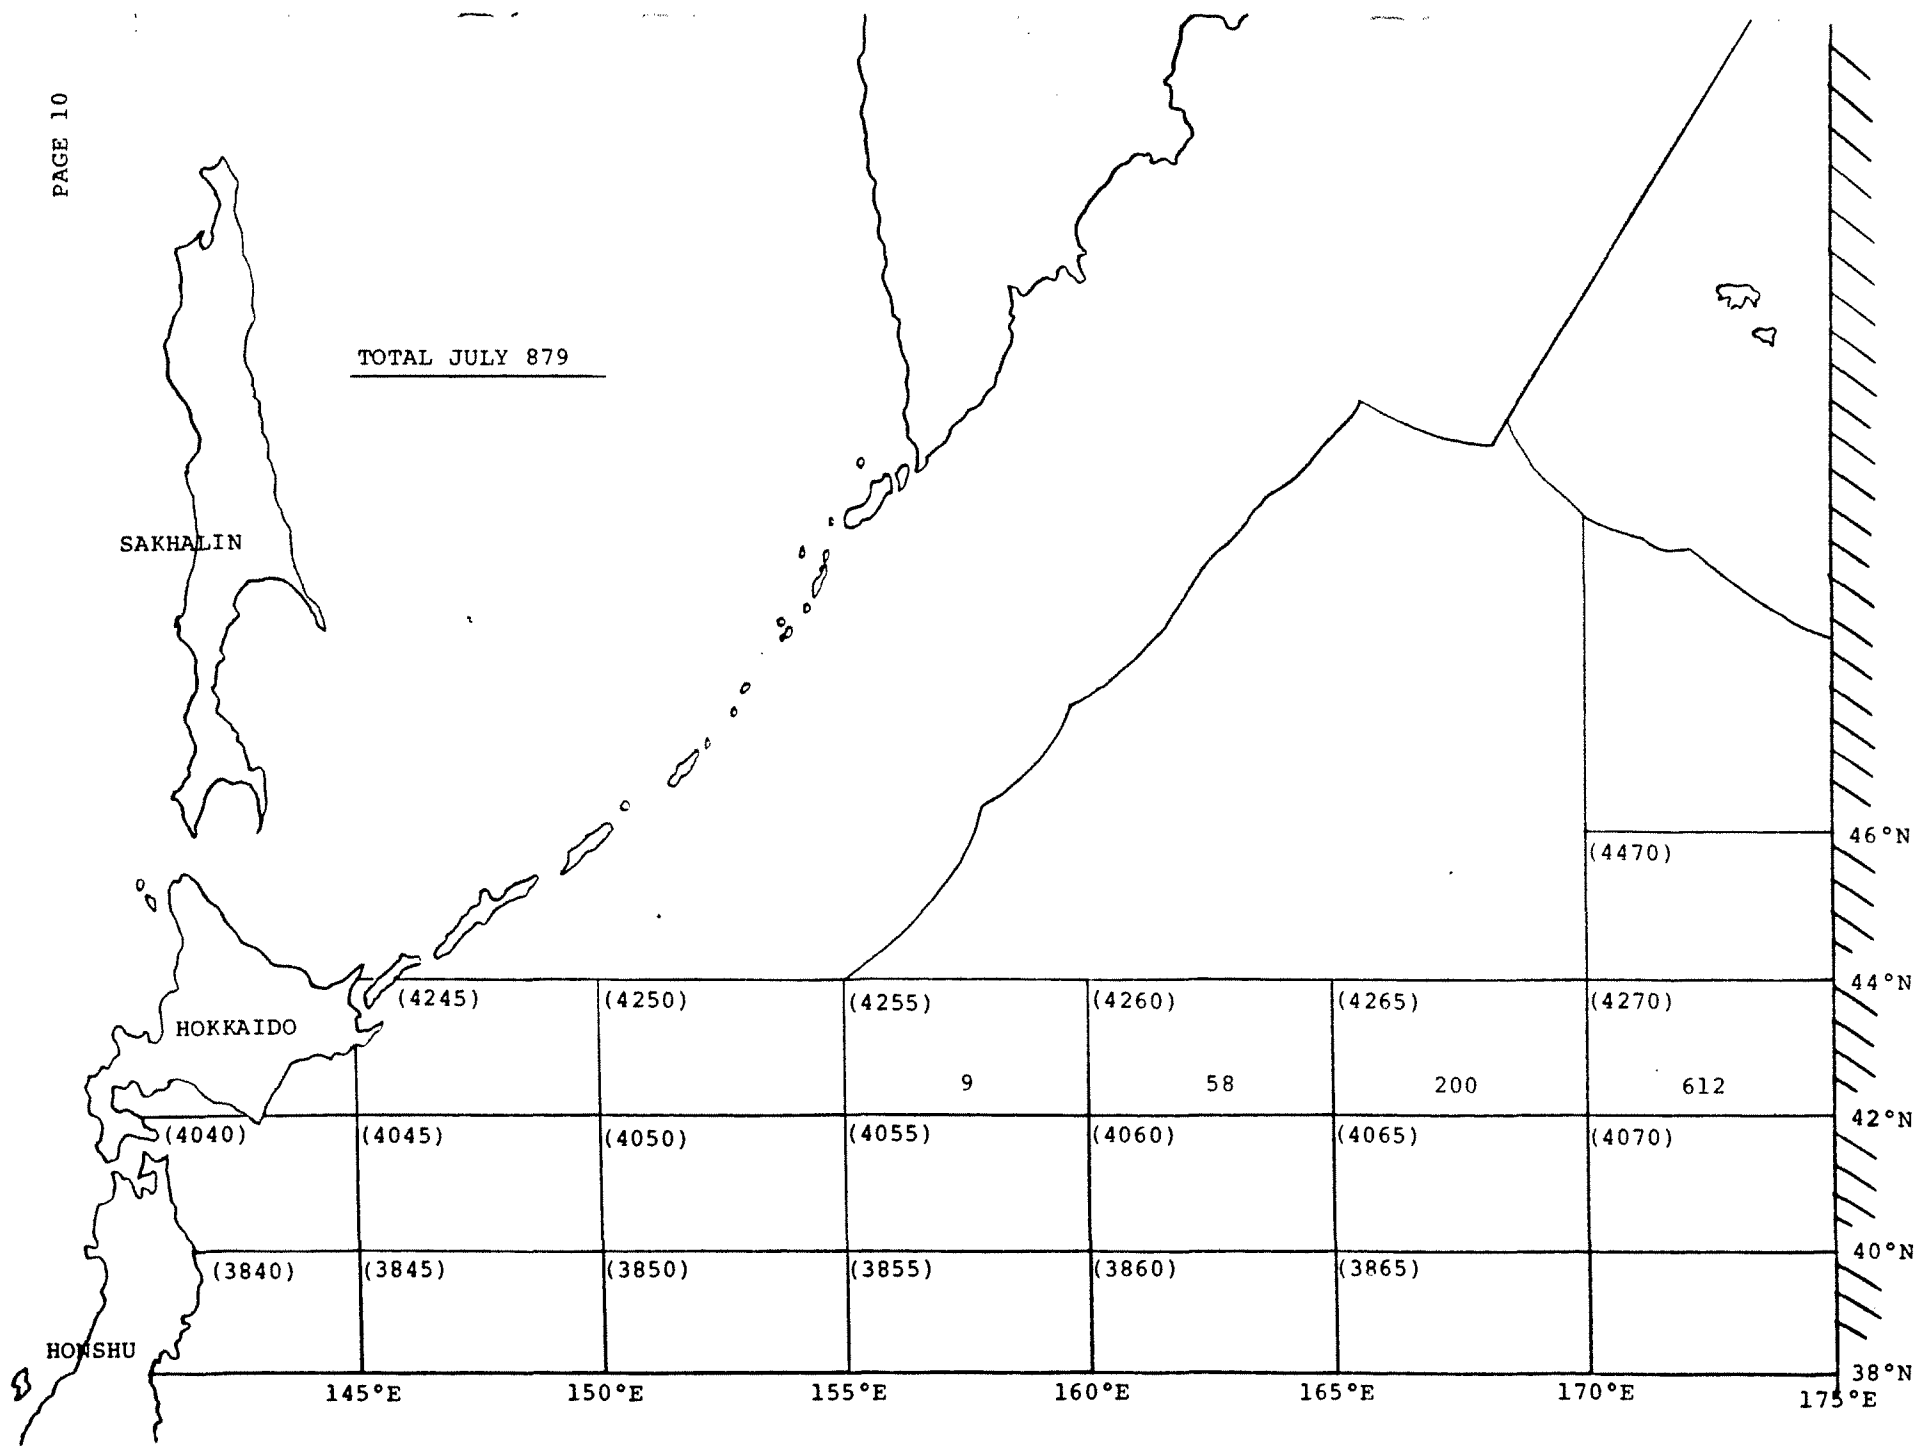 PAGE 10
TOTAL JULY 879
SAKHALIN
46°N
(4470)
44°N
(4245) (4250) (4255) (4260) (4265) (4270)
HOKKAIDO
9 58 200 612
42°N
(4040) (4045) (4050) (4055) (4060) (4065) (4070)
40°N
(3840) (3845) (3850) (3855) (3860) (3865)
HONSHU
38°N
145°E 150°E 155°E 160°E 165°E 170°E 175°E